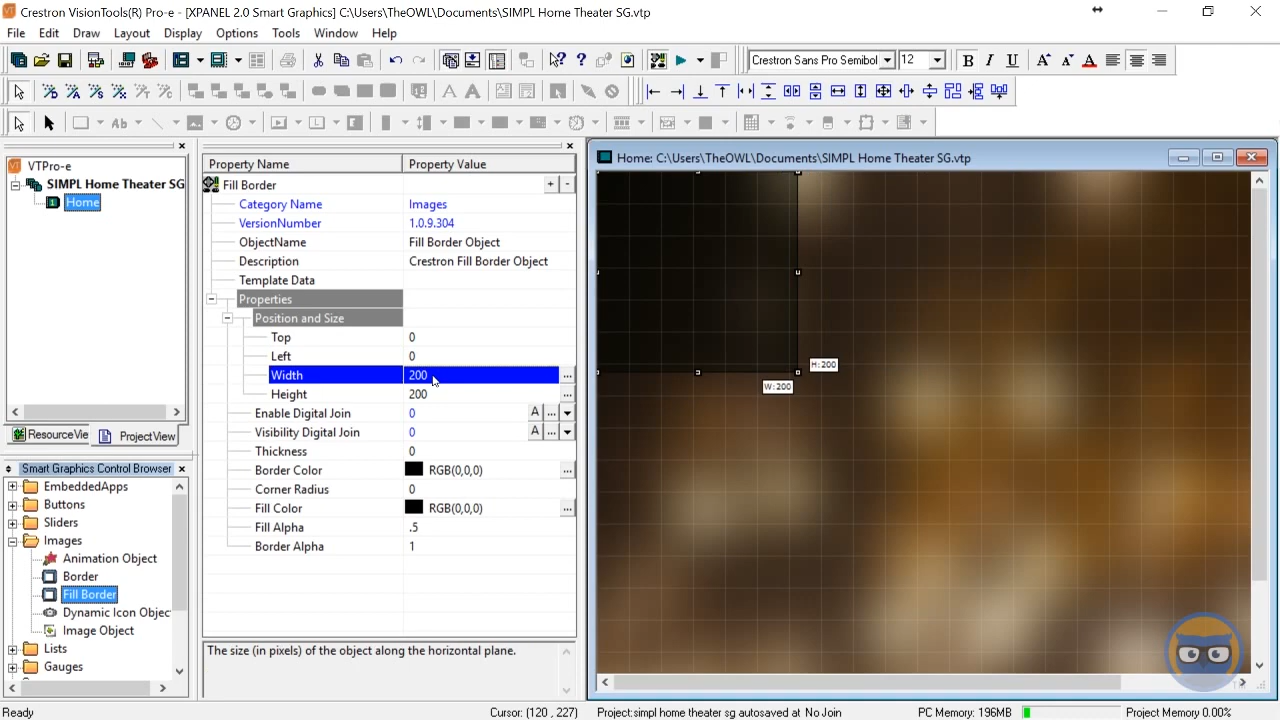 Crestron VisionTools(R) Pro-e - [XPANEL 2.0 Smart Graphics] C:\Users\TheOWL\Documents\SIMPL Home Theater SG.vtp
File Edit Draw Layout Display Options Tools Window Help
Crestron Sans Pro Semibol 12 B I U A A A
VTPro-e
SIMPL Home Theater SG
Home
ResourceVie ProjectView
Smart Graphics Control Browser
EmbeddedApps
Buttons
Sliders
Images
Animation Object
Border
Fill Border
Dynamic Icon Objec
Image Object
Lists
Gauges
Property Name Property Value
Fill Border + -
Category Name Images
VersionNumber 1.0.9.304
ObjectName Fill Border Object
Description Crestron Fill Border Object
Template Data
Properties
Position and Size
Top 0
Left 0
Width 200 ...
Height 200 ...
Enable Digital Join 0 A ...
Visibility Digital Join 0 A ...
Thickness 0
Border Color RGB(0,0,0) ...
Corner Radius 0
Fill Color RGB(0,0,0) ...
Fill Alpha .5
Border Alpha 1
The size (in pixels) of the object along the horizontal plane.
Home: C:\Users\TheOWL\Documents\SIMPL Home Theater SG.vtp
H:200
W:200
Ready Cursor: (120 , 227) Project:simpl home theater sg autosaved at No Join PC Memory: 196MB Project Memory 0.00%